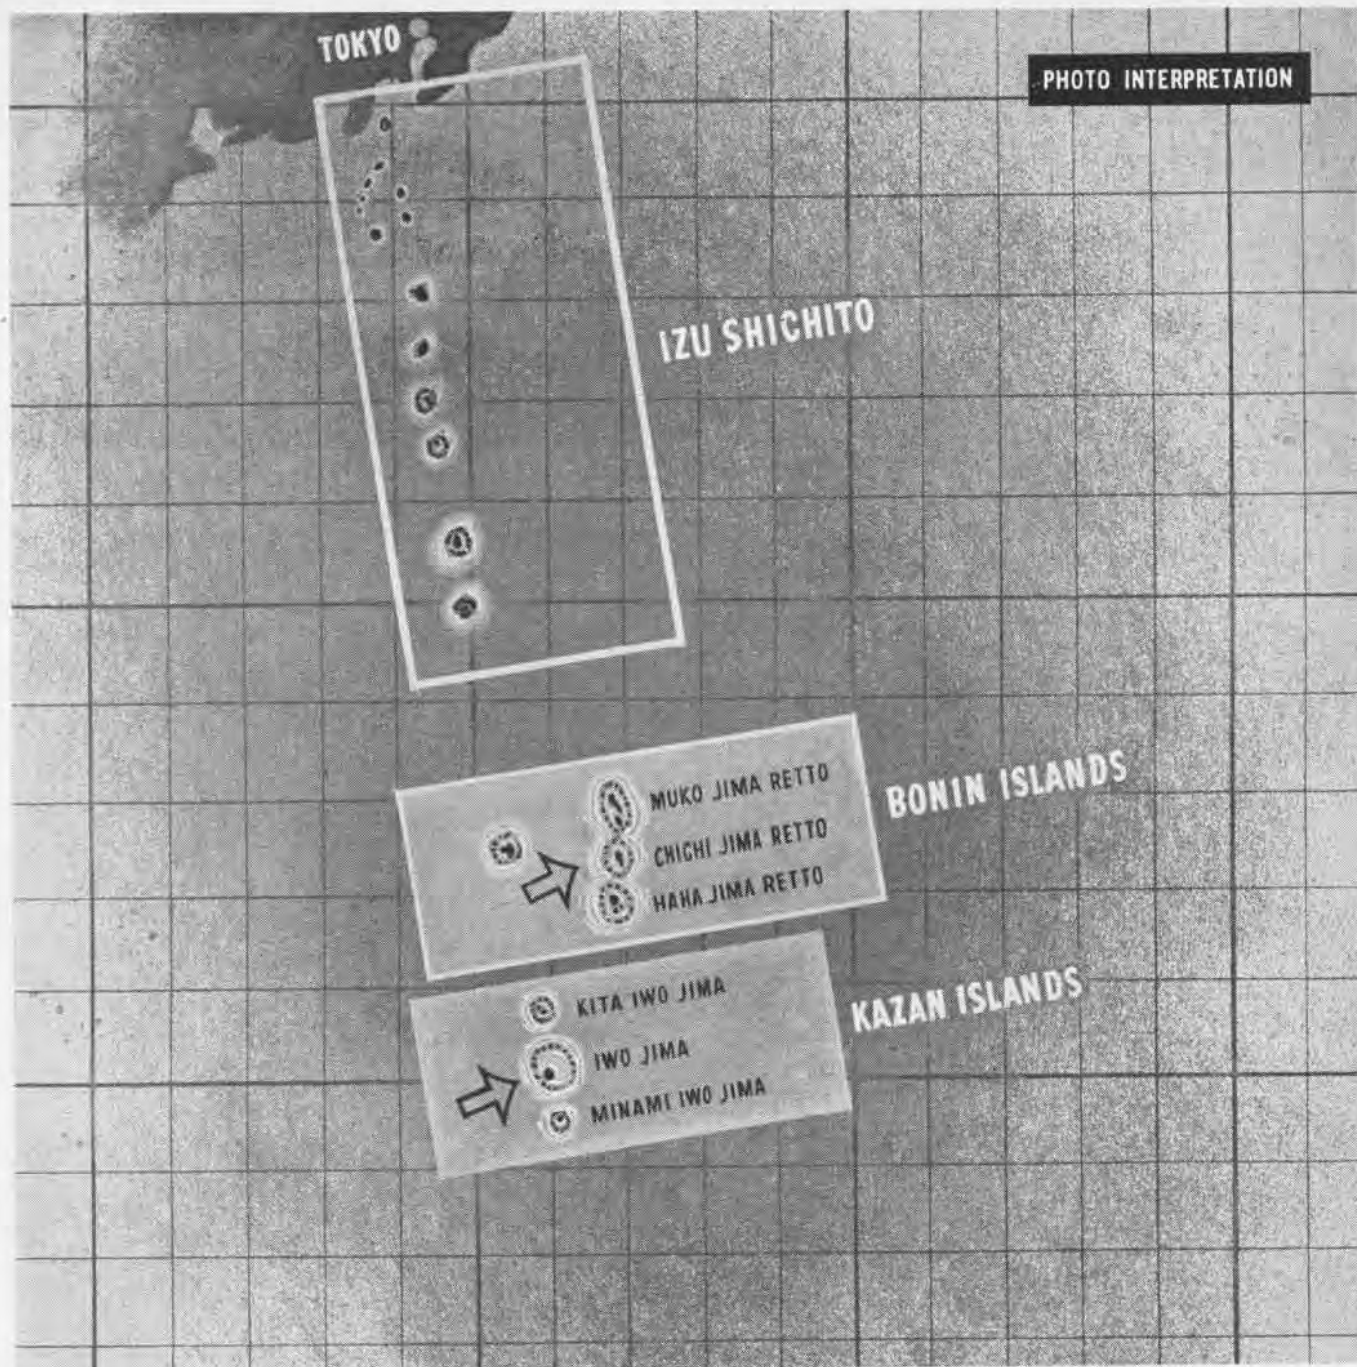 TOKYO
PHOTO INTERPRETATION
IZU SHICHITO
BONIN ISLANDS
MUKO JIMA RETTO
CHICHI JIMA RETTO
HAHA JIMA RETTO
KAZAN ISLANDS
KITA IWO JIMA
IWO JIMA
MINAMI IWO JIMA